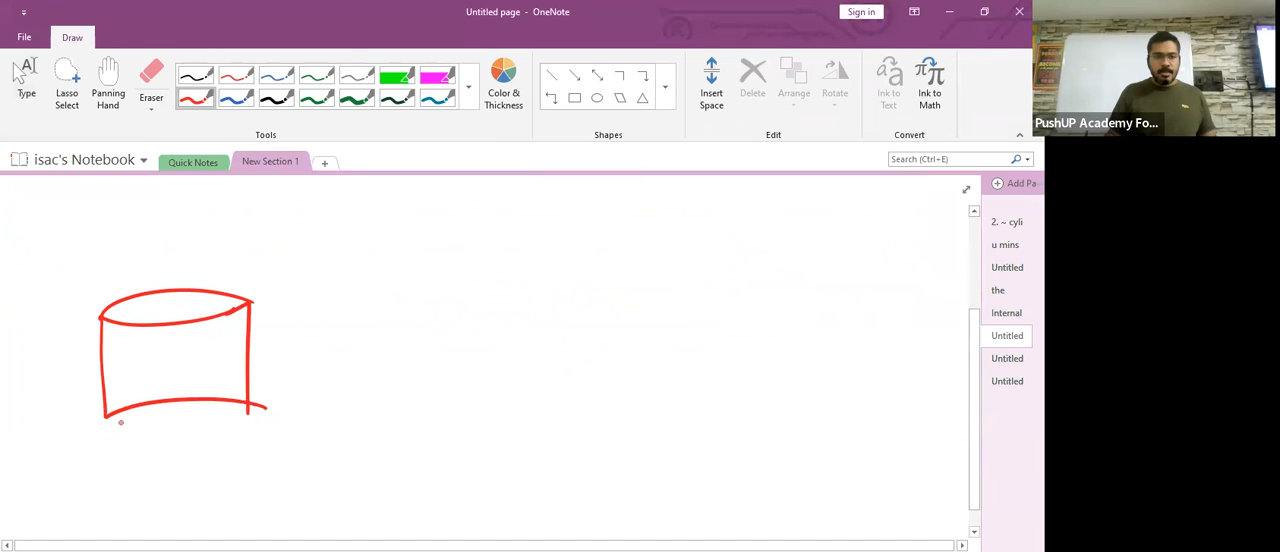 Untitled page - OneNote
Sign in
File
Draw
Type
Lasso Select
Panning Hand
Eraser
Color & Thickness
Insert Space
Delete
Arrange
Rotate
Ink to Text
Ink to Math
Tools
Shapes
Edit
Convert
isac's Notebook
Quick Notes
New Section 1
Search (Ctrl+E)
Add Pa
2. ~ cyli
u mins
Untitled
the
Internal
Untitled
Untitled
Untitled
PushUP Academy Fo...